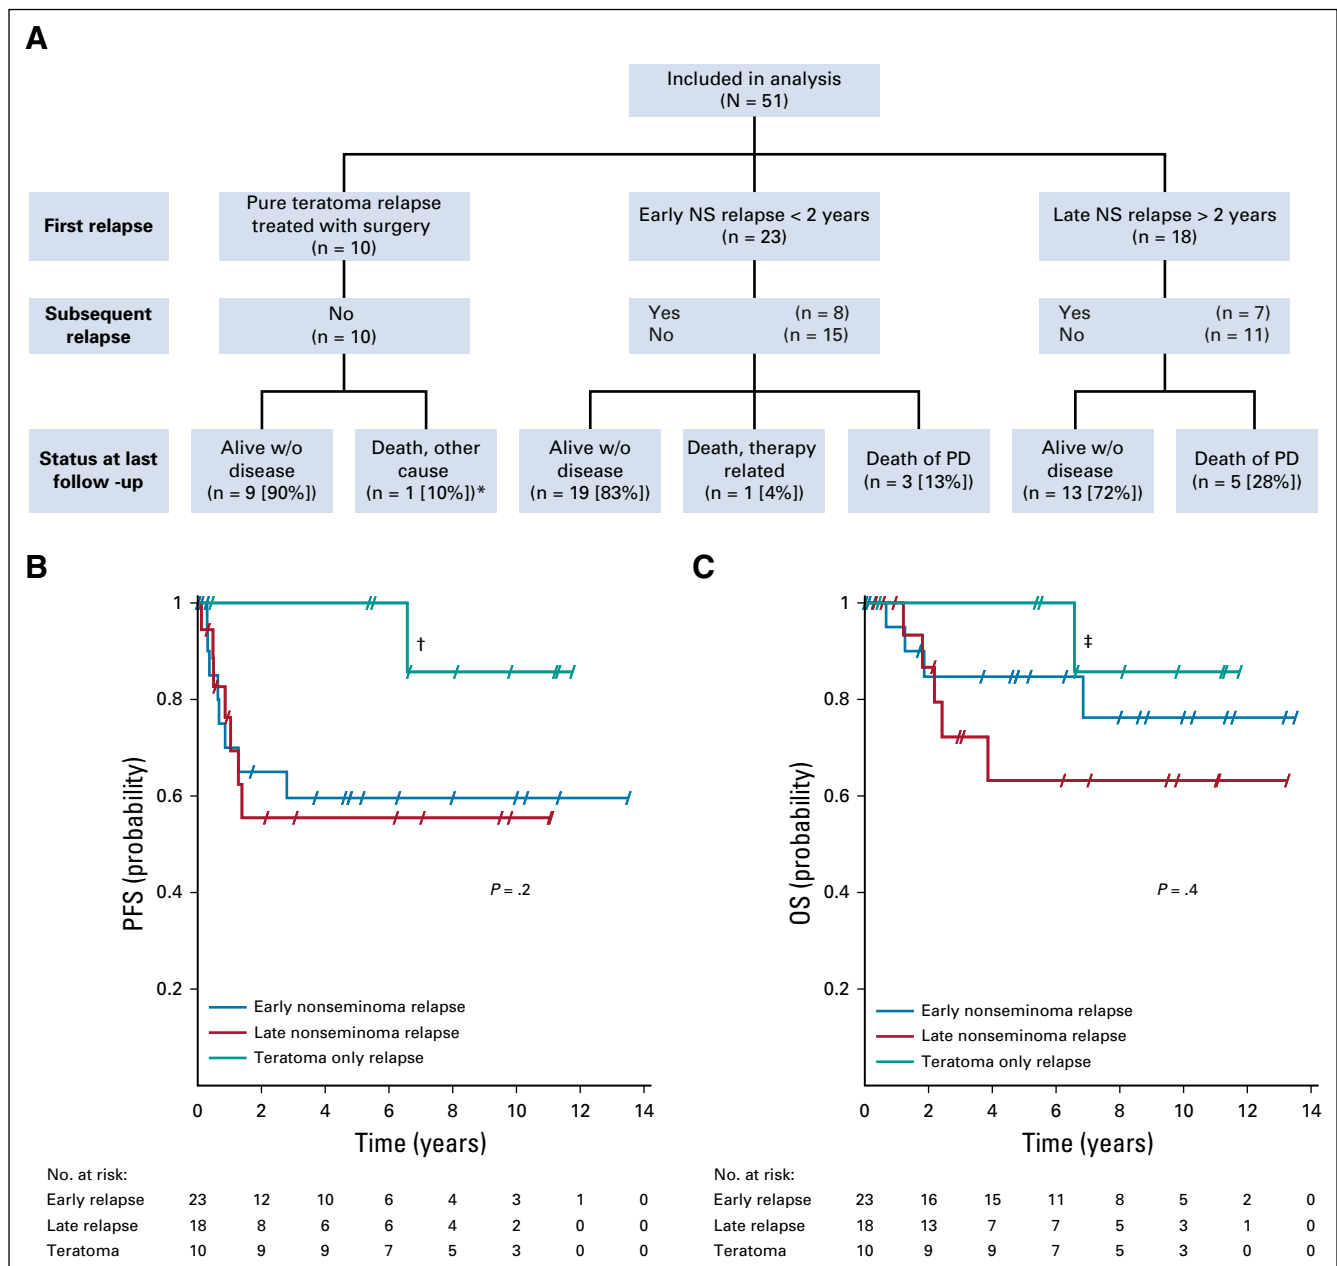 A
Included in analysis
(N = 51)
First relapse
Pure teratoma relapse
treated with surgery
(n = 10)
Early NS relapse < 2 years
(n = 23)
Late NS relapse > 2 years
(n = 18)
Subsequent
relapse
No
(n = 10)
Yes (n = 8)
No (n = 15)
Yes (n = 7)
No (n = 11)
Status at last
follow -up
Alive w/o
disease
(n = 9 [90%])
Death, other
cause
(n = 1 [10%])*
Alive w/o
disease
(n = 19 [83%])
Death, therapy
related
(n = 1 [4%])
Death of PD
(n = 3 [13%])
Alive w/o
disease
(n = 13 [72%])
Death of PD
(n = 5 [28%])
B
PFS (probability)
1
0.8
0.6
0.4
0.2
†
P = .2
Early nonseminoma relapse
Late nonseminoma relapse
Teratoma only relapse
0 2 4 6 8 10 12 14
Time (years)
No. at risk:
Early relapse 23 12 10 6 4 3 1 0
Late relapse 18 8 6 6 4 2 0 0
Teratoma 10 9 9 7 5 3 0 0
C
OS (probability)
1
0.8
0.6
0.4
0.2
‡
P = .4
Early nonseminoma relapse
Late nonseminoma relapse
Teratoma only relapse
0 2 4 6 8 10 12 14
Time (years)
No. at risk:
Early relapse 23 16 15 11 8 5 2 0
Late relapse 18 13 7 7 5 3 1 0
Teratoma 10 9 9 7 5 3 0 0